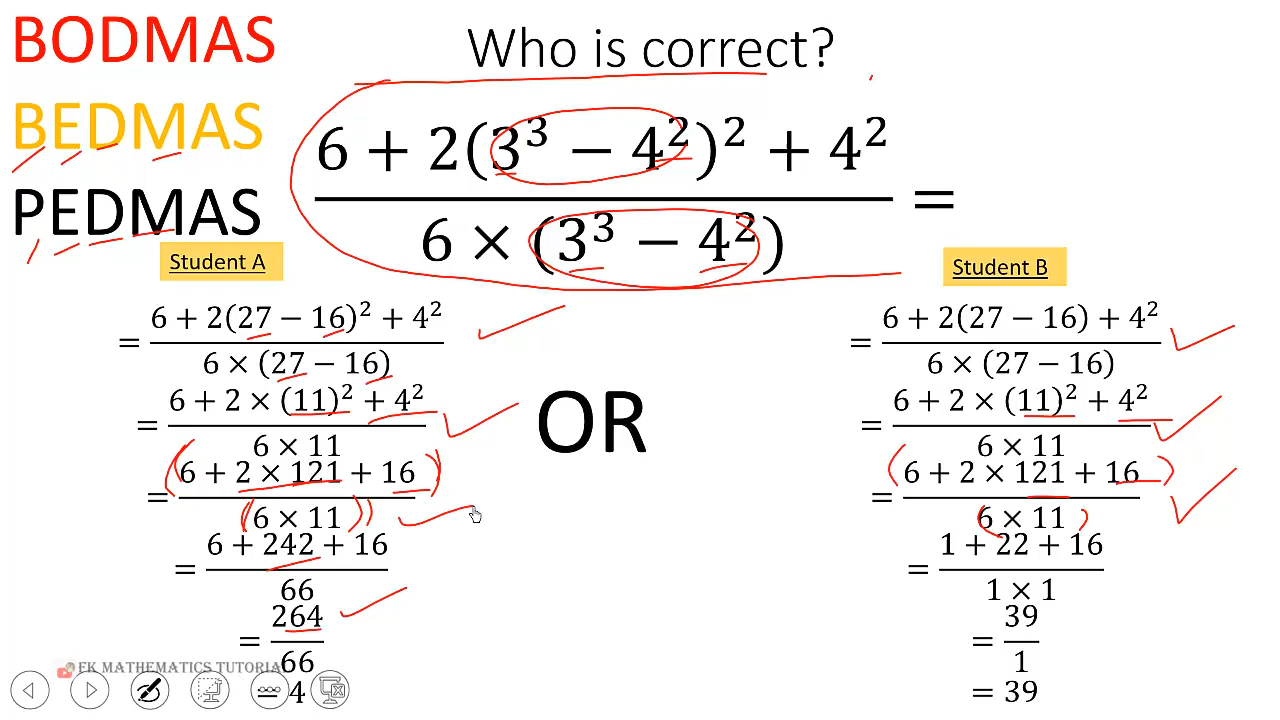 BODMAS
Who is correct?
BEDMAS
PEDMAS
6 + 2(3³ − 4²)² + 4²
6 × (3³ − 4²)
=
Student A
= 6 + 2(27 − 16)² + 4²
6 × (27 − 16)
= 6 + 2 × (11)² + 4²
6 × 11
= 6 + 2 × 121 + 16
6 × 11
= 6 + 242 + 16
66
= 264
66
= 4
OR
Student B
= 6 + 2(27 − 16) + 4²
6 × (27 − 16)
= 6 + 2 × (11)² + 4²
6 × 11
= 6 + 2 × 121 + 16
6 × 11
= 1 + 22 + 16
1 × 1
= 39
1
= 39
EK MATHEMATICS TUTORIA